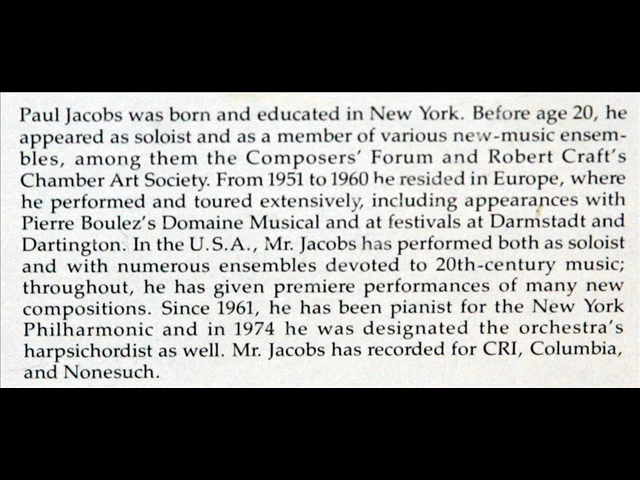 Paul Jacobs was born and educated in New York. Before age 20, he
appeared as soloist and as a member of various new-music ensem-
bles, among them the Composers' Forum and Robert Craft's
Chamber Art Society. From 1951 to 1960 he resided in Europe, where
he performed and toured extensively, including appearances with
Pierre Boulez's Domaine Musical and at festivals at Darmstadt and
Dartington. In the U.S.A., Mr. Jacobs has performed both as soloist
and with numerous ensembles devoted to 20th-century music;
throughout, he has given premiere performances of many new
compositions. Since 1961, he has been pianist for the New York
Philharmonic and in 1974 he was designated the orchestra's
harpsichordist as well. Mr. Jacobs has recorded for CRI, Columbia,
and Nonesuch.